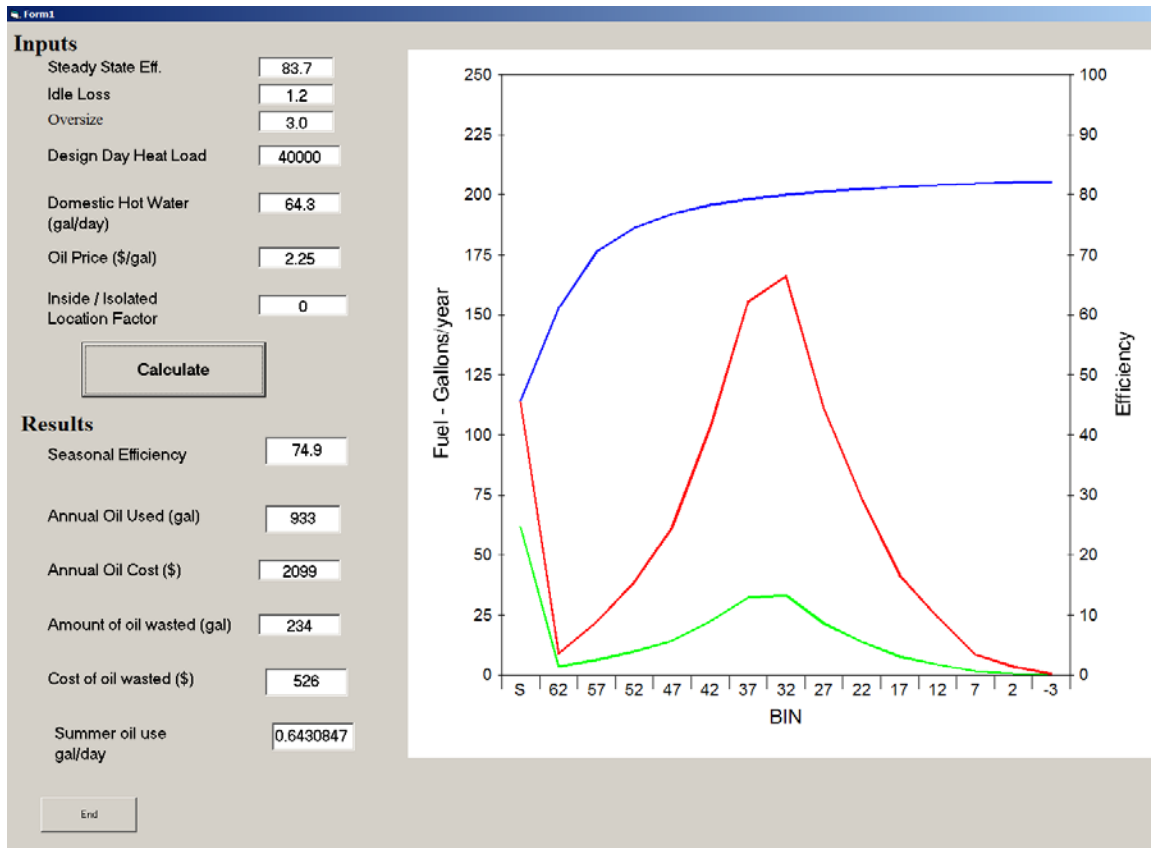 Form1
Inputs
Steady State Eff.
83.7
Idle Loss
1.2
Oversize
3.0
Design Day Heat Load
40000
Domestic Hot Water
(gal/day)
64.3
Oil Price ($/gal)
2.25
Inside / Isolated
Location Factor
0
Calculate
Results
Seasonal Efficiency
74.9
Annual Oil Used (gal)
933
Annual Oil Cost ($)
2099
Amount of oil wasted (gal)
234
Cost of oil wasted ($)
526
Summer oil use
gal/day
0.6430847
End
Fuel - Gallons/year
250
225
200
175
150
125
100
75
50
25
0
S 62 57 52 47 42 37 32 27 22 17 12 7 2 -3
BIN
100
90
80
70
60
50
40
30
20
10
0
Efficiency